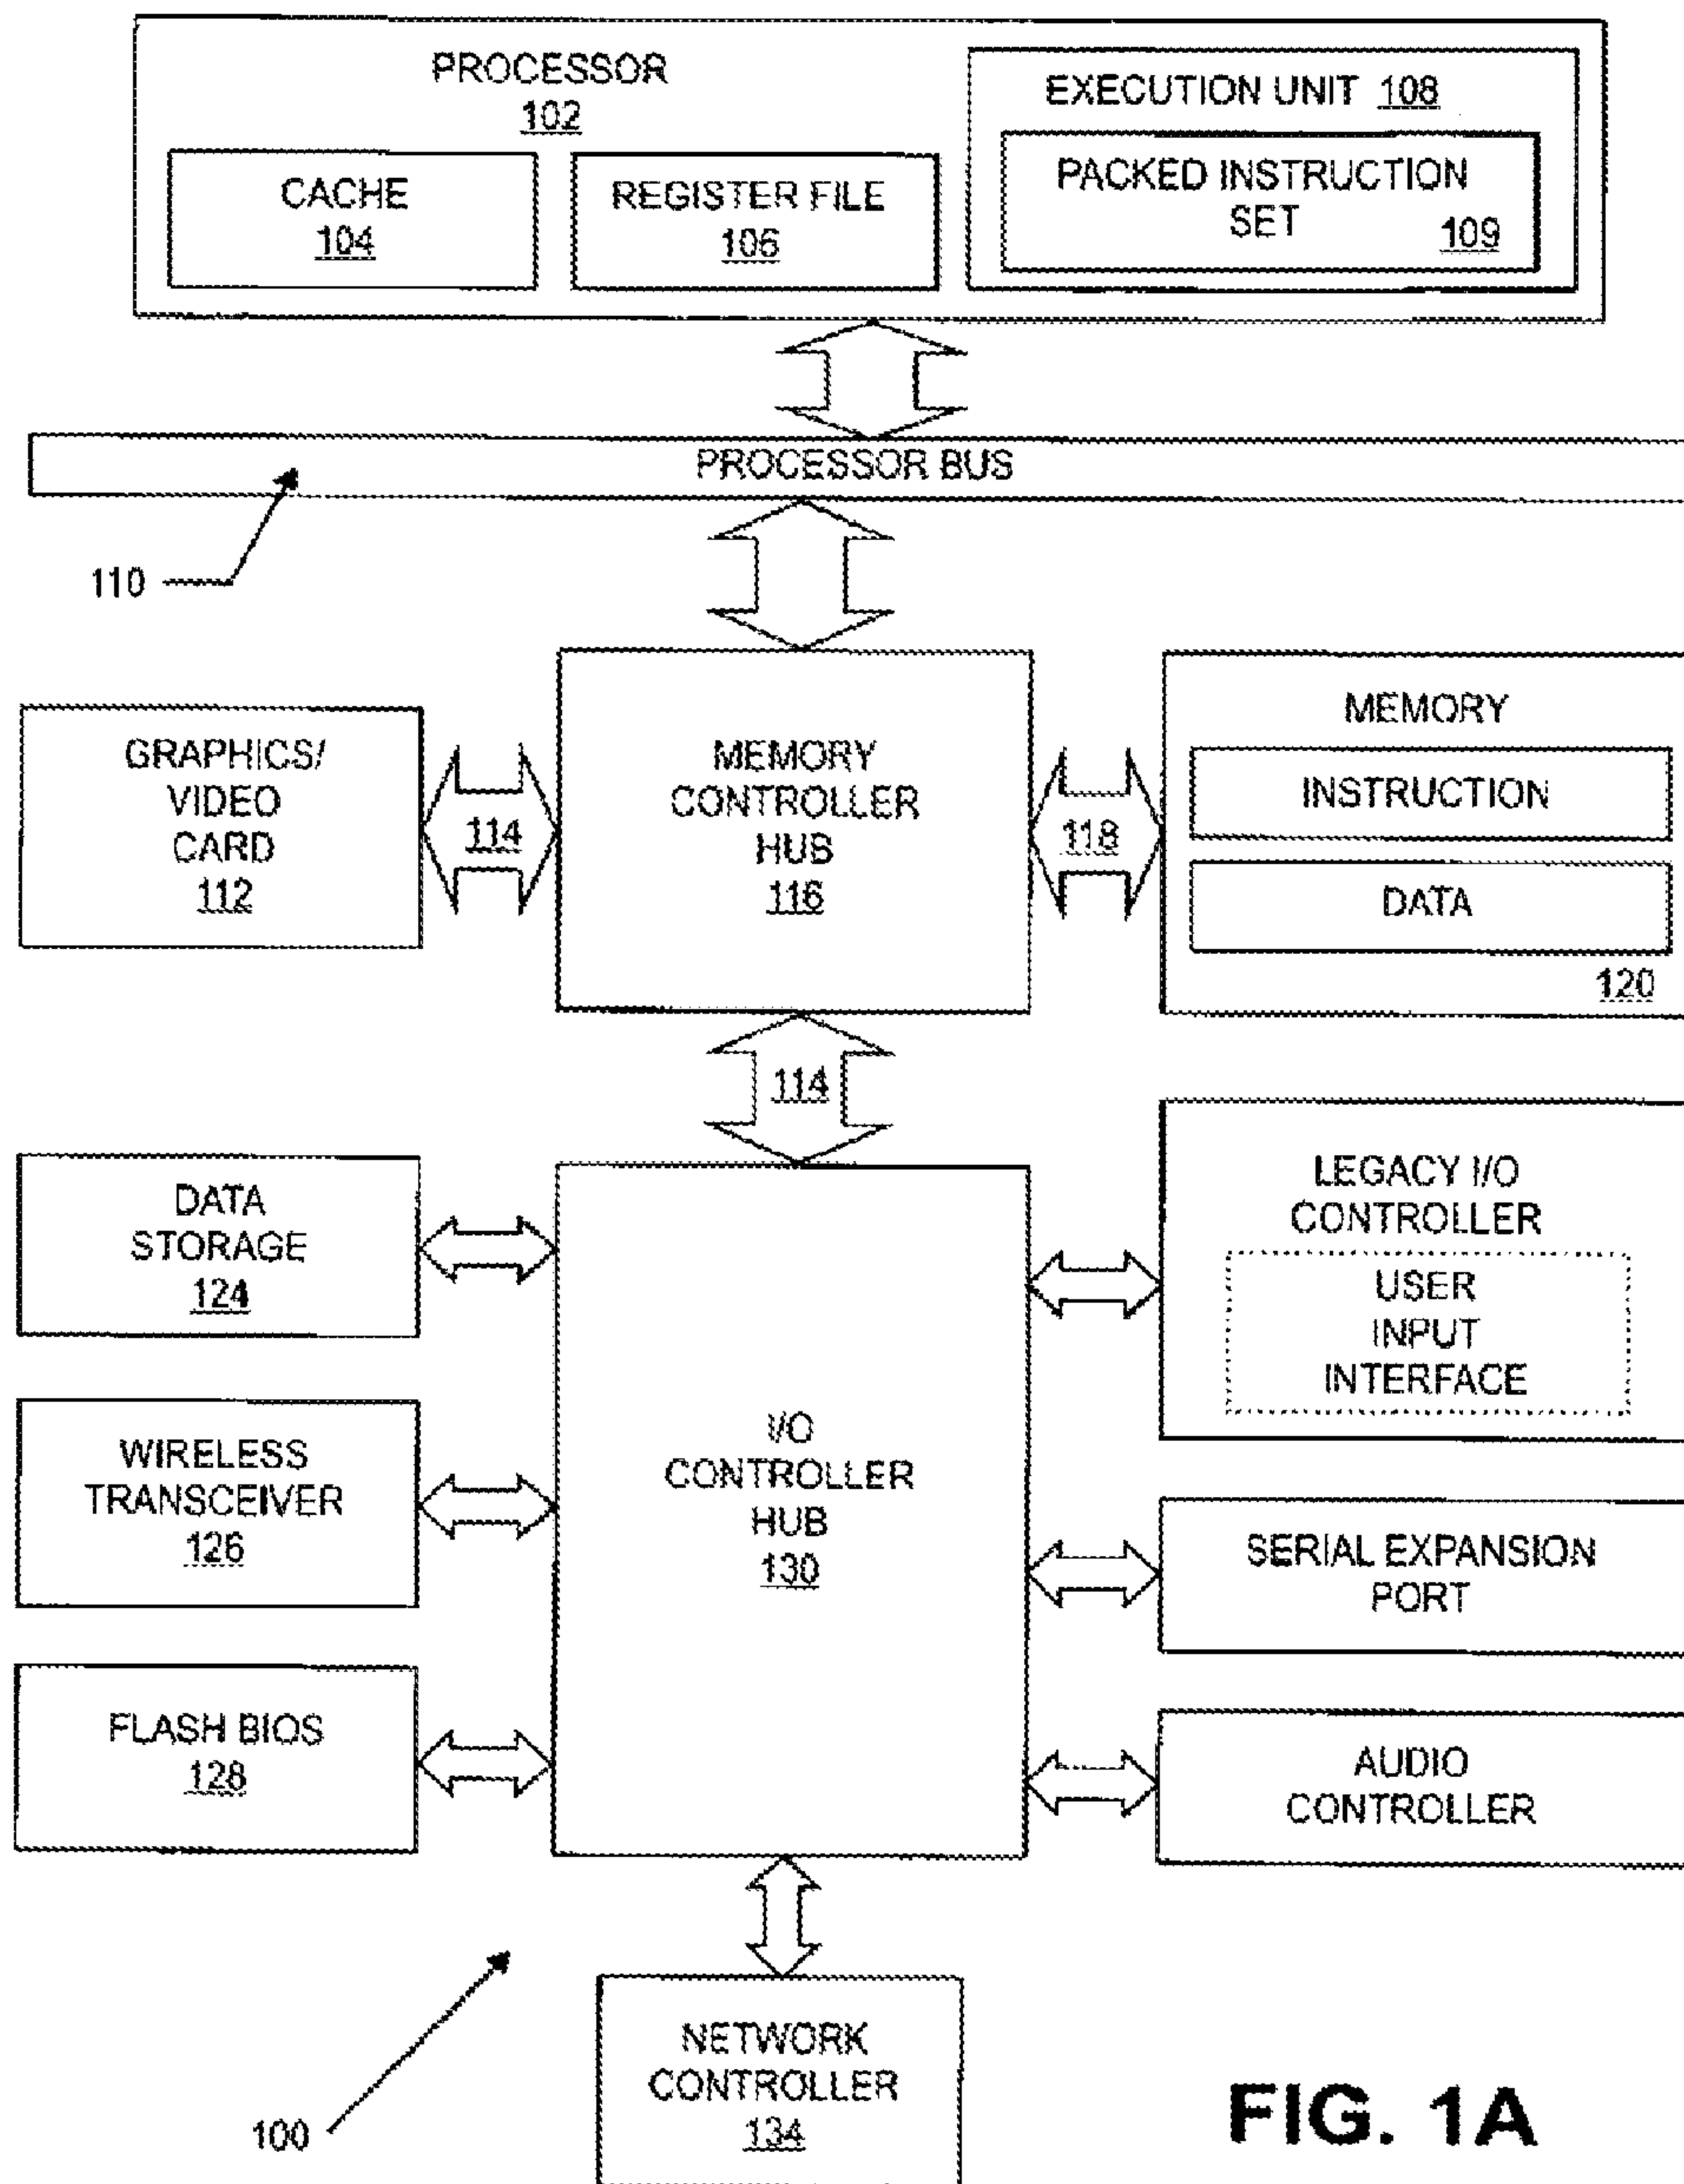 PROCESSOR
102
CACHE
104
REGISTER FILE
106
EXECUTION UNIT 108
PACKED INSTRUCTION
SET
109
PROCESSOR BUS
110
GRAPHICS/
VIDEO
CARD
112
114
MEMORY
CONTROLLER
HUB
116
118
MEMORY
INSTRUCTION
DATA
120
114
DATA
STORAGE
124
WIRELESS
TRANSCEIVER
126
FLASH BIOS
128
I/O
CONTROLLER
HUB
130
LEGACY I/O
CONTROLLER
USER
INPUT
INTERFACE
SERIAL EXPANSION
PORT
AUDIO
CONTROLLER
NETWORK
CONTROLLER
134
100
FIG. 1A